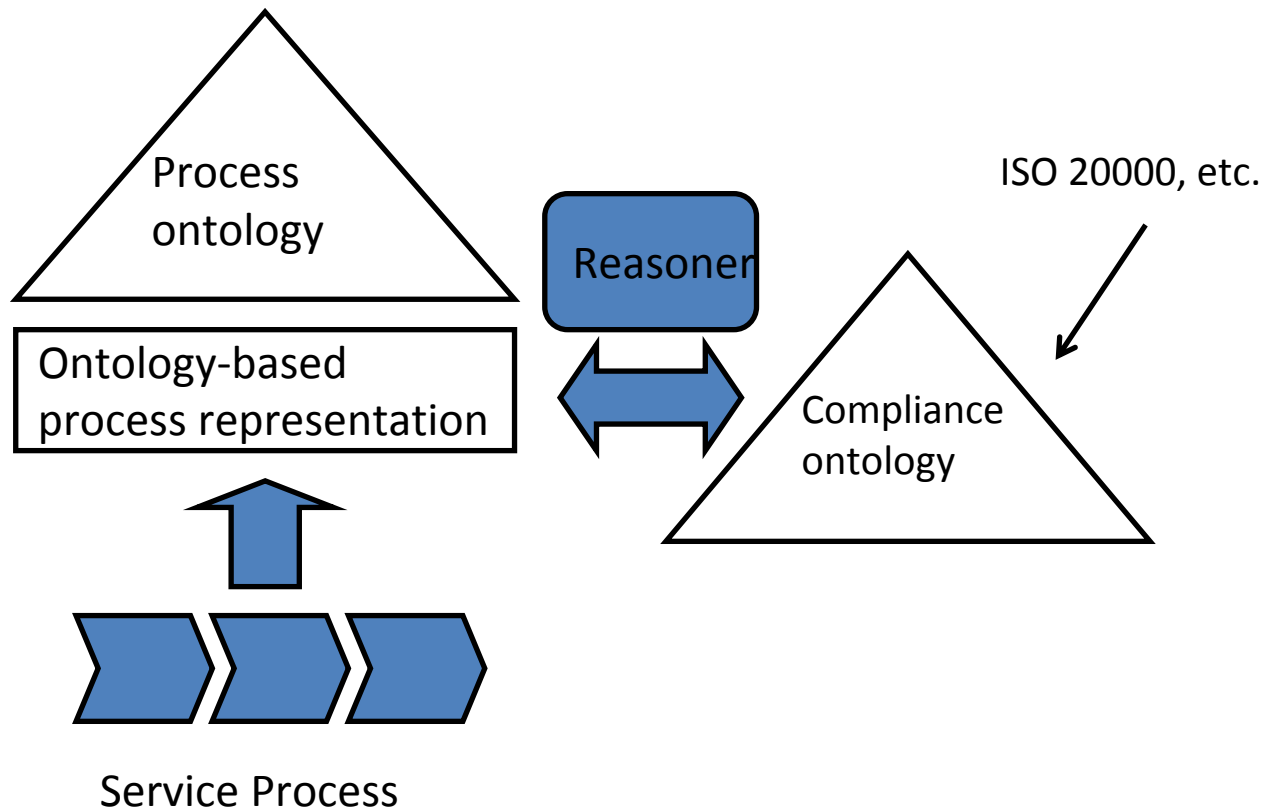 Process
ontology
ISO 20000, etc.
Reasoner
Ontology-based
process representation
Compliance
ontology
Service Process